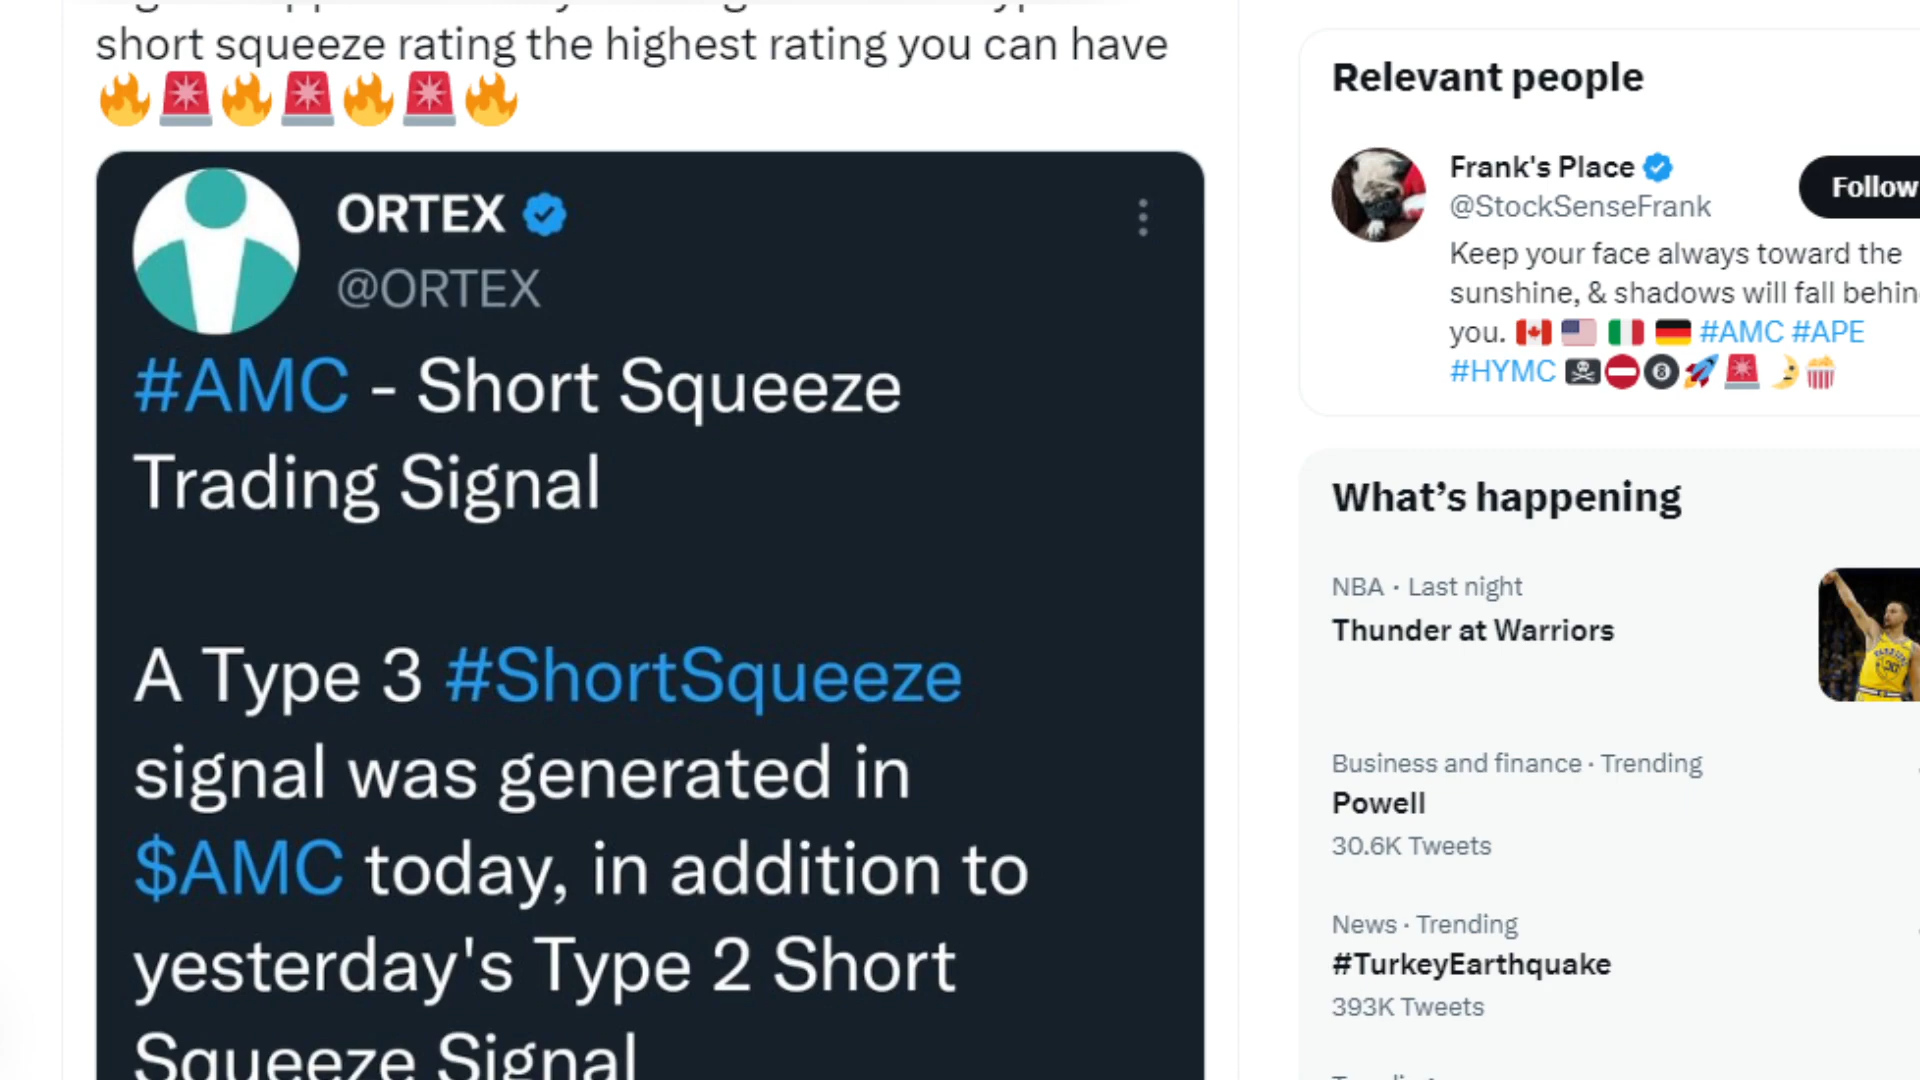 short squeeze rating the highest rating you can have
🔥🚨🔥🚨🔥🚨🔥
ORTEX
@ORTEX
#AMC - Short Squeeze
Trading Signal
A Type 3 #ShortSqueeze
signal was generated in
$AMC today, in addition to
yesterday's Type 2 Short
Squeeze Signal
Relevant people
Frank's Place
@StockSenseFrank
Follow
Keep your face always toward the
sunshine, & shadows will fall behin
you. 🇨🇦 🇺🇸 🇮🇹 🇩🇪 #AMC #APE
#HYMC 🏴‍☠️⛔🎱🚀🚨🌛🍿
What's happening
NBA · Last night
Thunder at Warriors
Business and finance · Trending
Powell
30.6K Tweets
News · Trending
#TurkeyEarthquake
393K Tweets